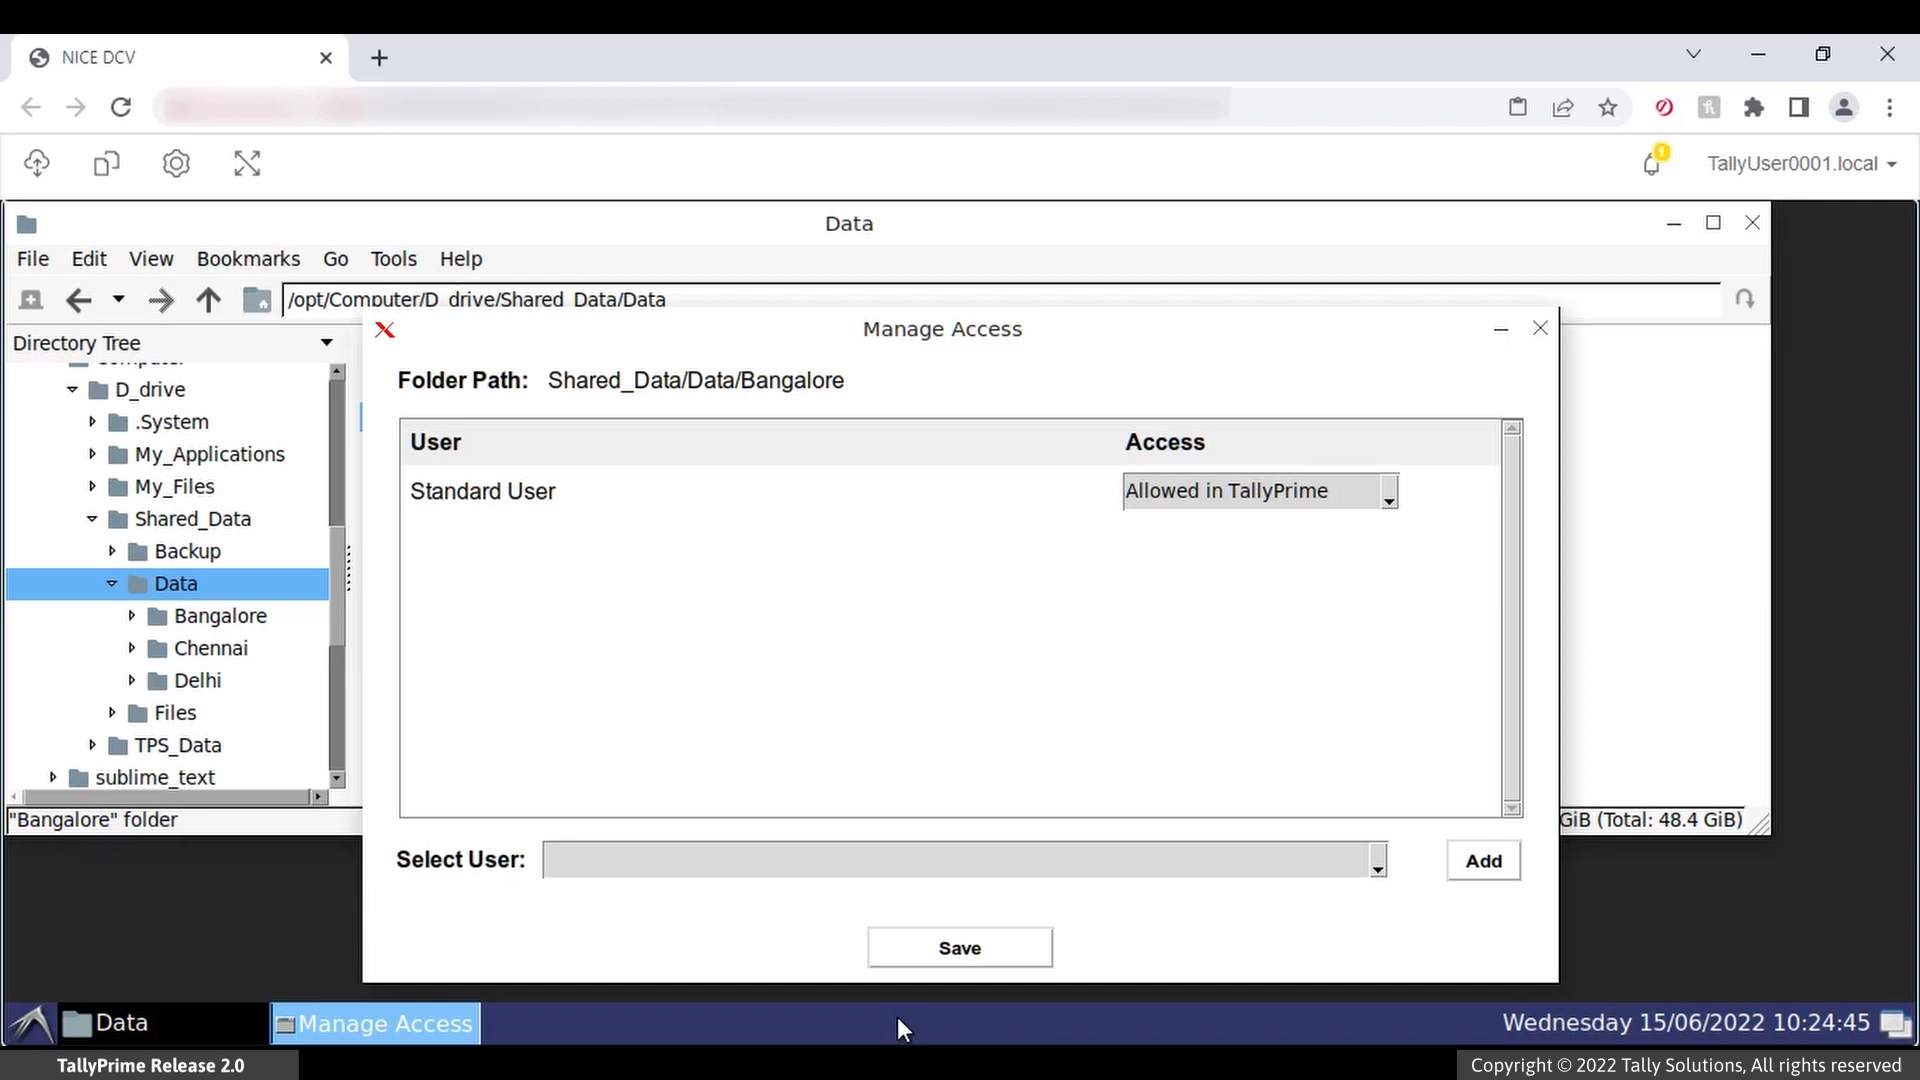 NICE DCV
1
TallyUser0001.local
Data
File Edit View Bookmarks Go Tools Help
/opt/Computer/D_drive/Shared_Data/Data
Directory Tree
D_drive
.System
My_Applications
My_Files
Shared_Data
Backup
Data
Bangalore
Chennai
Delhi
Files
TPS_Data
sublime_text
"Bangalore" folder
GiB (Total: 48.4 GiB)
Manage Access
Folder Path: Shared_Data/Data/Bangalore
User Access
Standard User Allowed in TallyPrime
Select User: Add
Save
Data Manage Access Wednesday 15/06/2022 10:24:45
TallyPrime Release 2.0 Copyright © 2022 Tally Solutions, All rights reserved